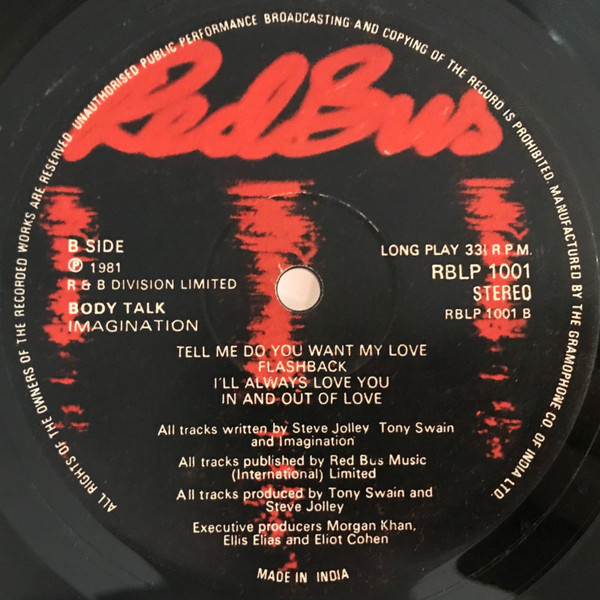 ALL RIGHTS OF THE OWNERS OF THE RECORDED WORKS ARE RESERVED UNAUTHORISED PUBLIC PERFORMANCE BROADCASTING AND COPYING OF THE RECORD IS PROHIBITED. MANUFACTURED BY THE GRAMOPHONE CO. OF INDIA LTD.
Red Bus
B SIDE
℗ 1981
R & B DIVISION LIMITED
BODY TALK
IMAGINATION
LONG PLAY 33⅓ R.P.M.
RBLP 1001
STEREO
RBLP 1001 B
TELL ME DO YOU WANT MY LOVE
FLASHBACK
I'LL ALWAYS LOVE YOU
IN AND OUT OF LOVE
All tracks written by Steve Jolley Tony Swain
and Imagination
All tracks published by Red Bus Music
(International) Limited
All tracks produced by Tony Swain and
Steve Jolley
Executive producers Morgan Khan,
Ellis Elias and Eliot Cohen
MADE IN INDIA